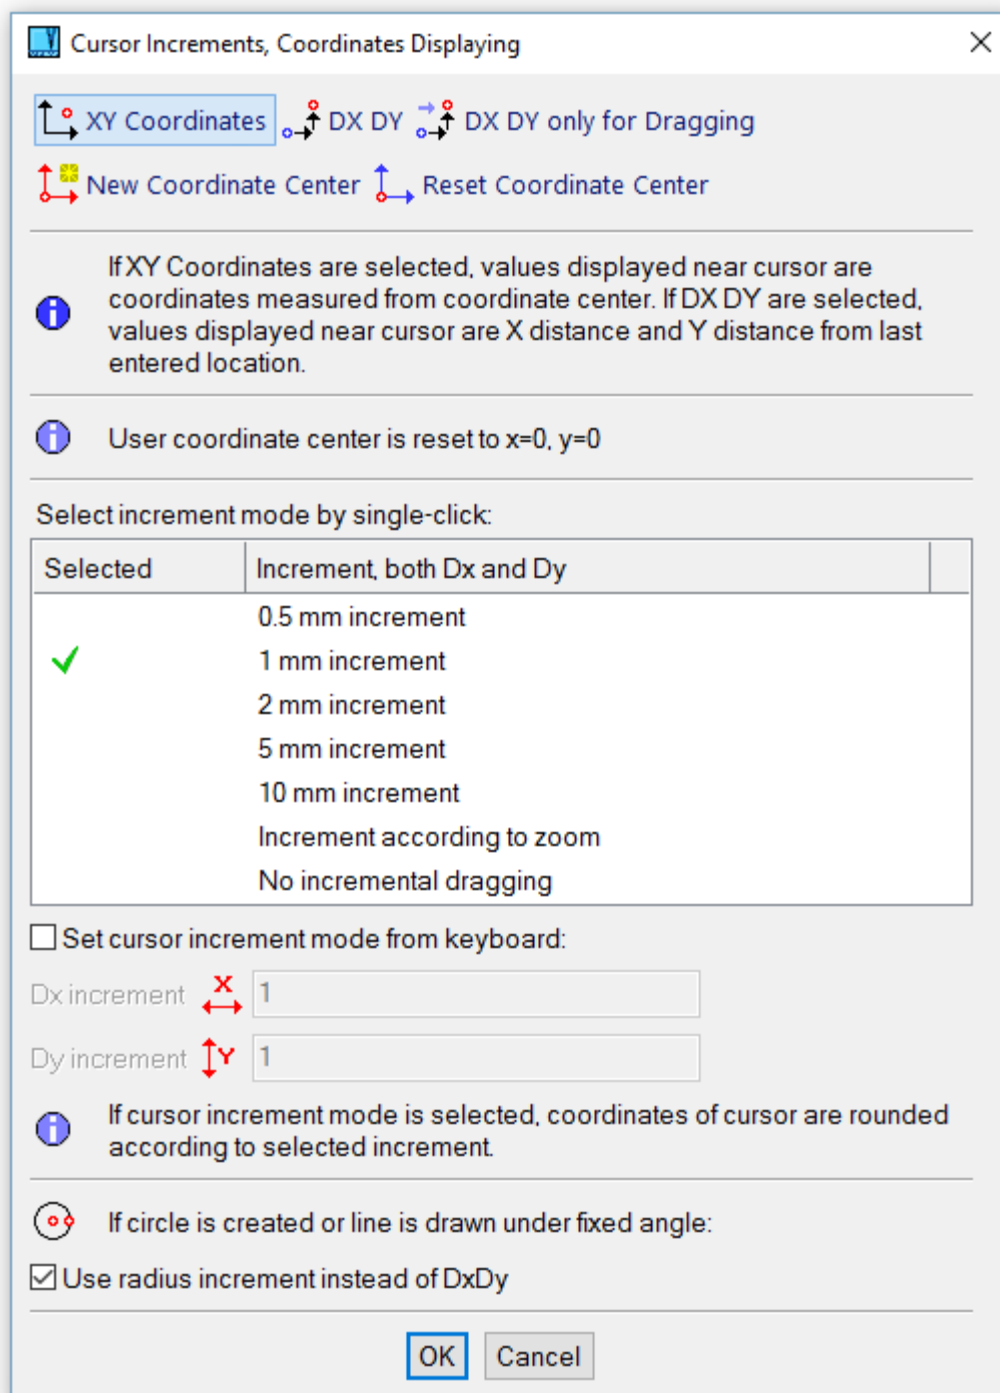 Cursor Increments, Coordinates Displaying
XY Coordinates DX DY DX DY only for Dragging
New Coordinate Center Reset Coordinate Center
If XY Coordinates are selected, values displayed near cursor are
coordinates measured from coordinate center. If DX DY are selected,
values displayed near cursor are X distance and Y distance from last
entered location.
User coordinate center is reset to x=0, y=0
Select increment mode by single-click:
Selected Increment, both Dx and Dy
0.5 mm increment
1 mm increment
2 mm increment
5 mm increment
10 mm increment
Increment according to zoom
No incremental dragging
Set cursor increment mode from keyboard:
Dx increment X 1
Dy increment Y 1
If cursor increment mode is selected, coordinates of cursor are rounded
according to selected increment.
If circle is created or line is drawn under fixed angle:
Use radius increment instead of DxDy
OK Cancel